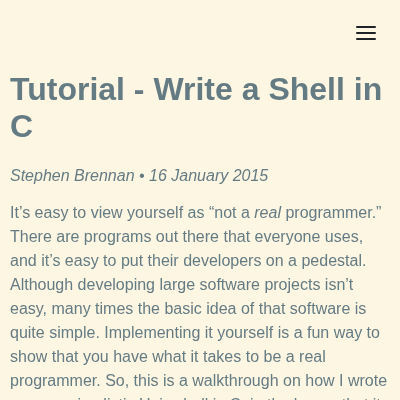 Tutorial - Write a Shell in
C
Stephen Brennan • 16 January 2015
It’s easy to view yourself as “not a real programmer.”
There are programs out there that everyone uses,
and it’s easy to put their developers on a pedestal.
Although developing large software projects isn’t
easy, many times the basic idea of that software is
quite simple. Implementing it yourself is a fun way to
show that you have what it takes to be a real
programmer. So, this is a walkthrough on how I wrote